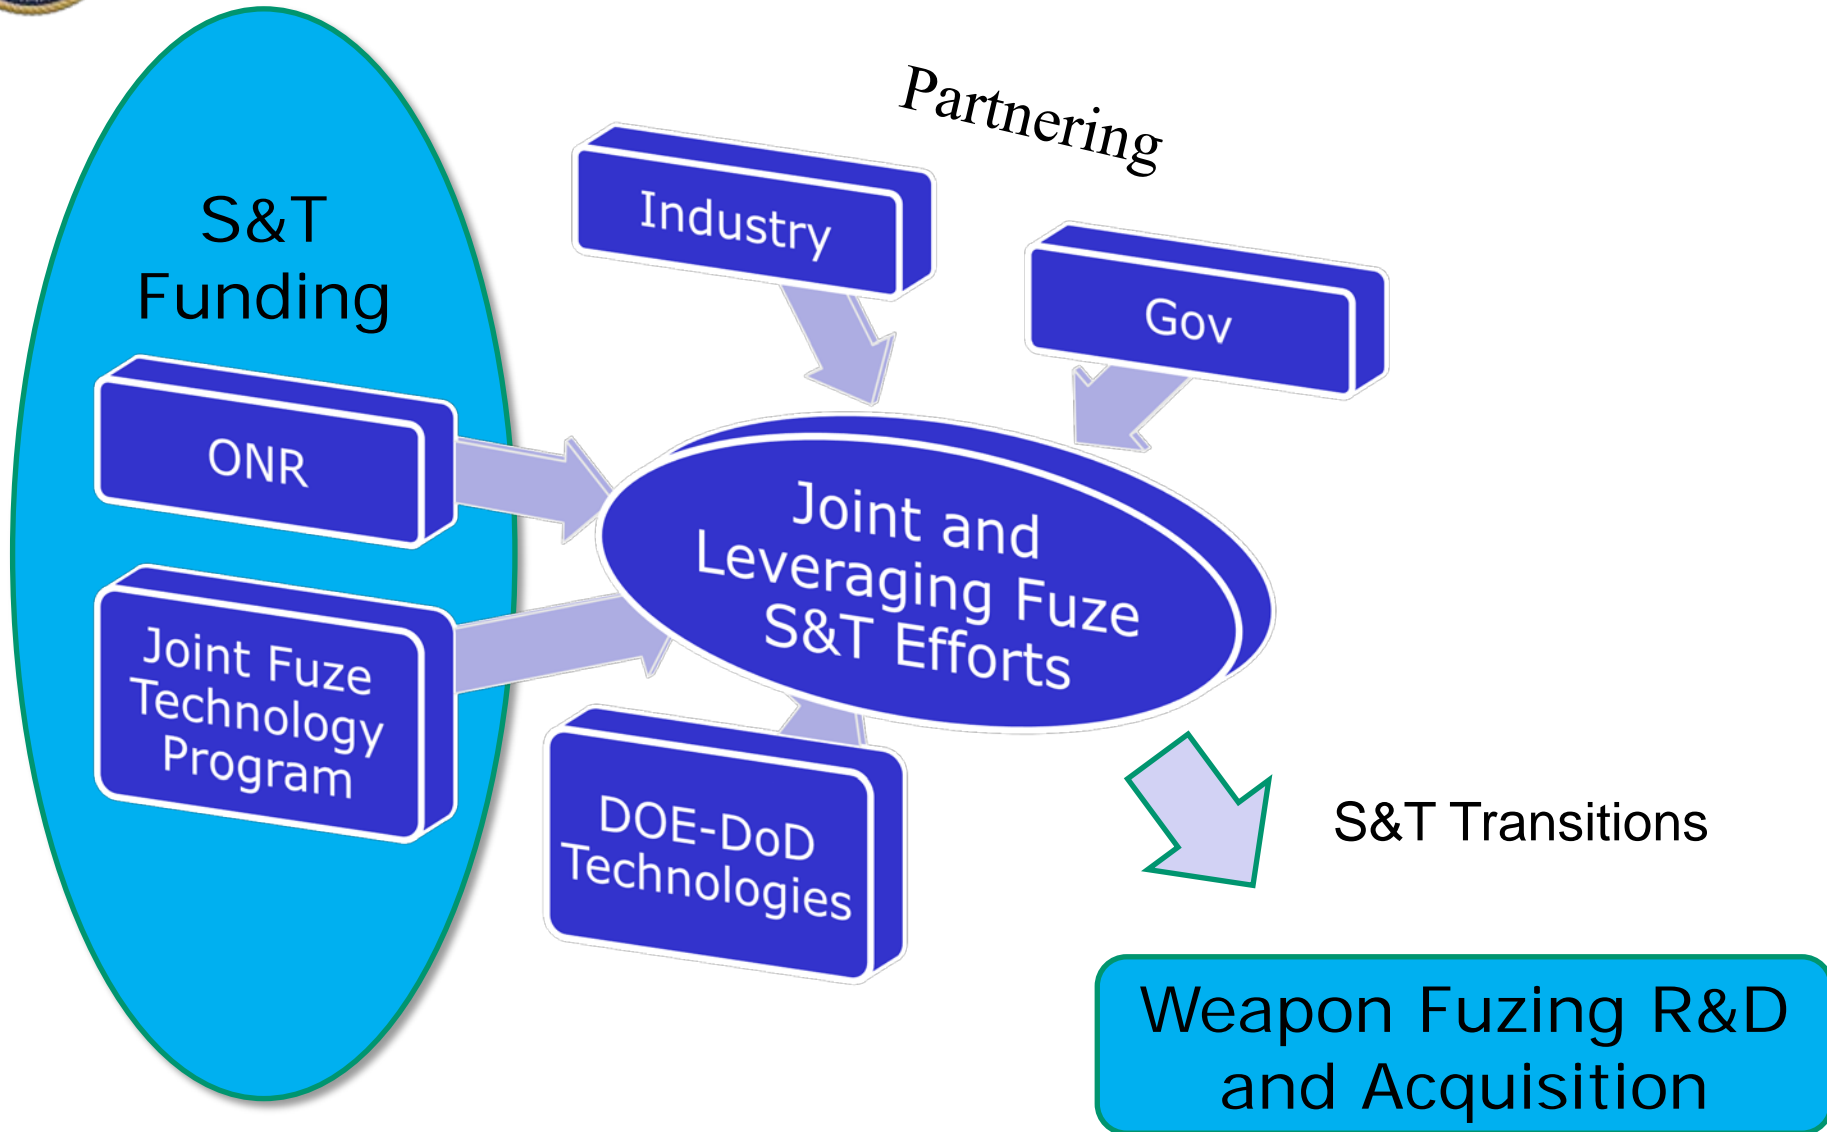 Partnering
Industry
Gov
S&T
Funding
ONR
Joint Fuze
Technology
Program
Joint and
Leveraging Fuze
S&T Efforts
DOE-DoD
Technologies
S&T Transitions
Weapon Fuzing R&D
and Acquisition